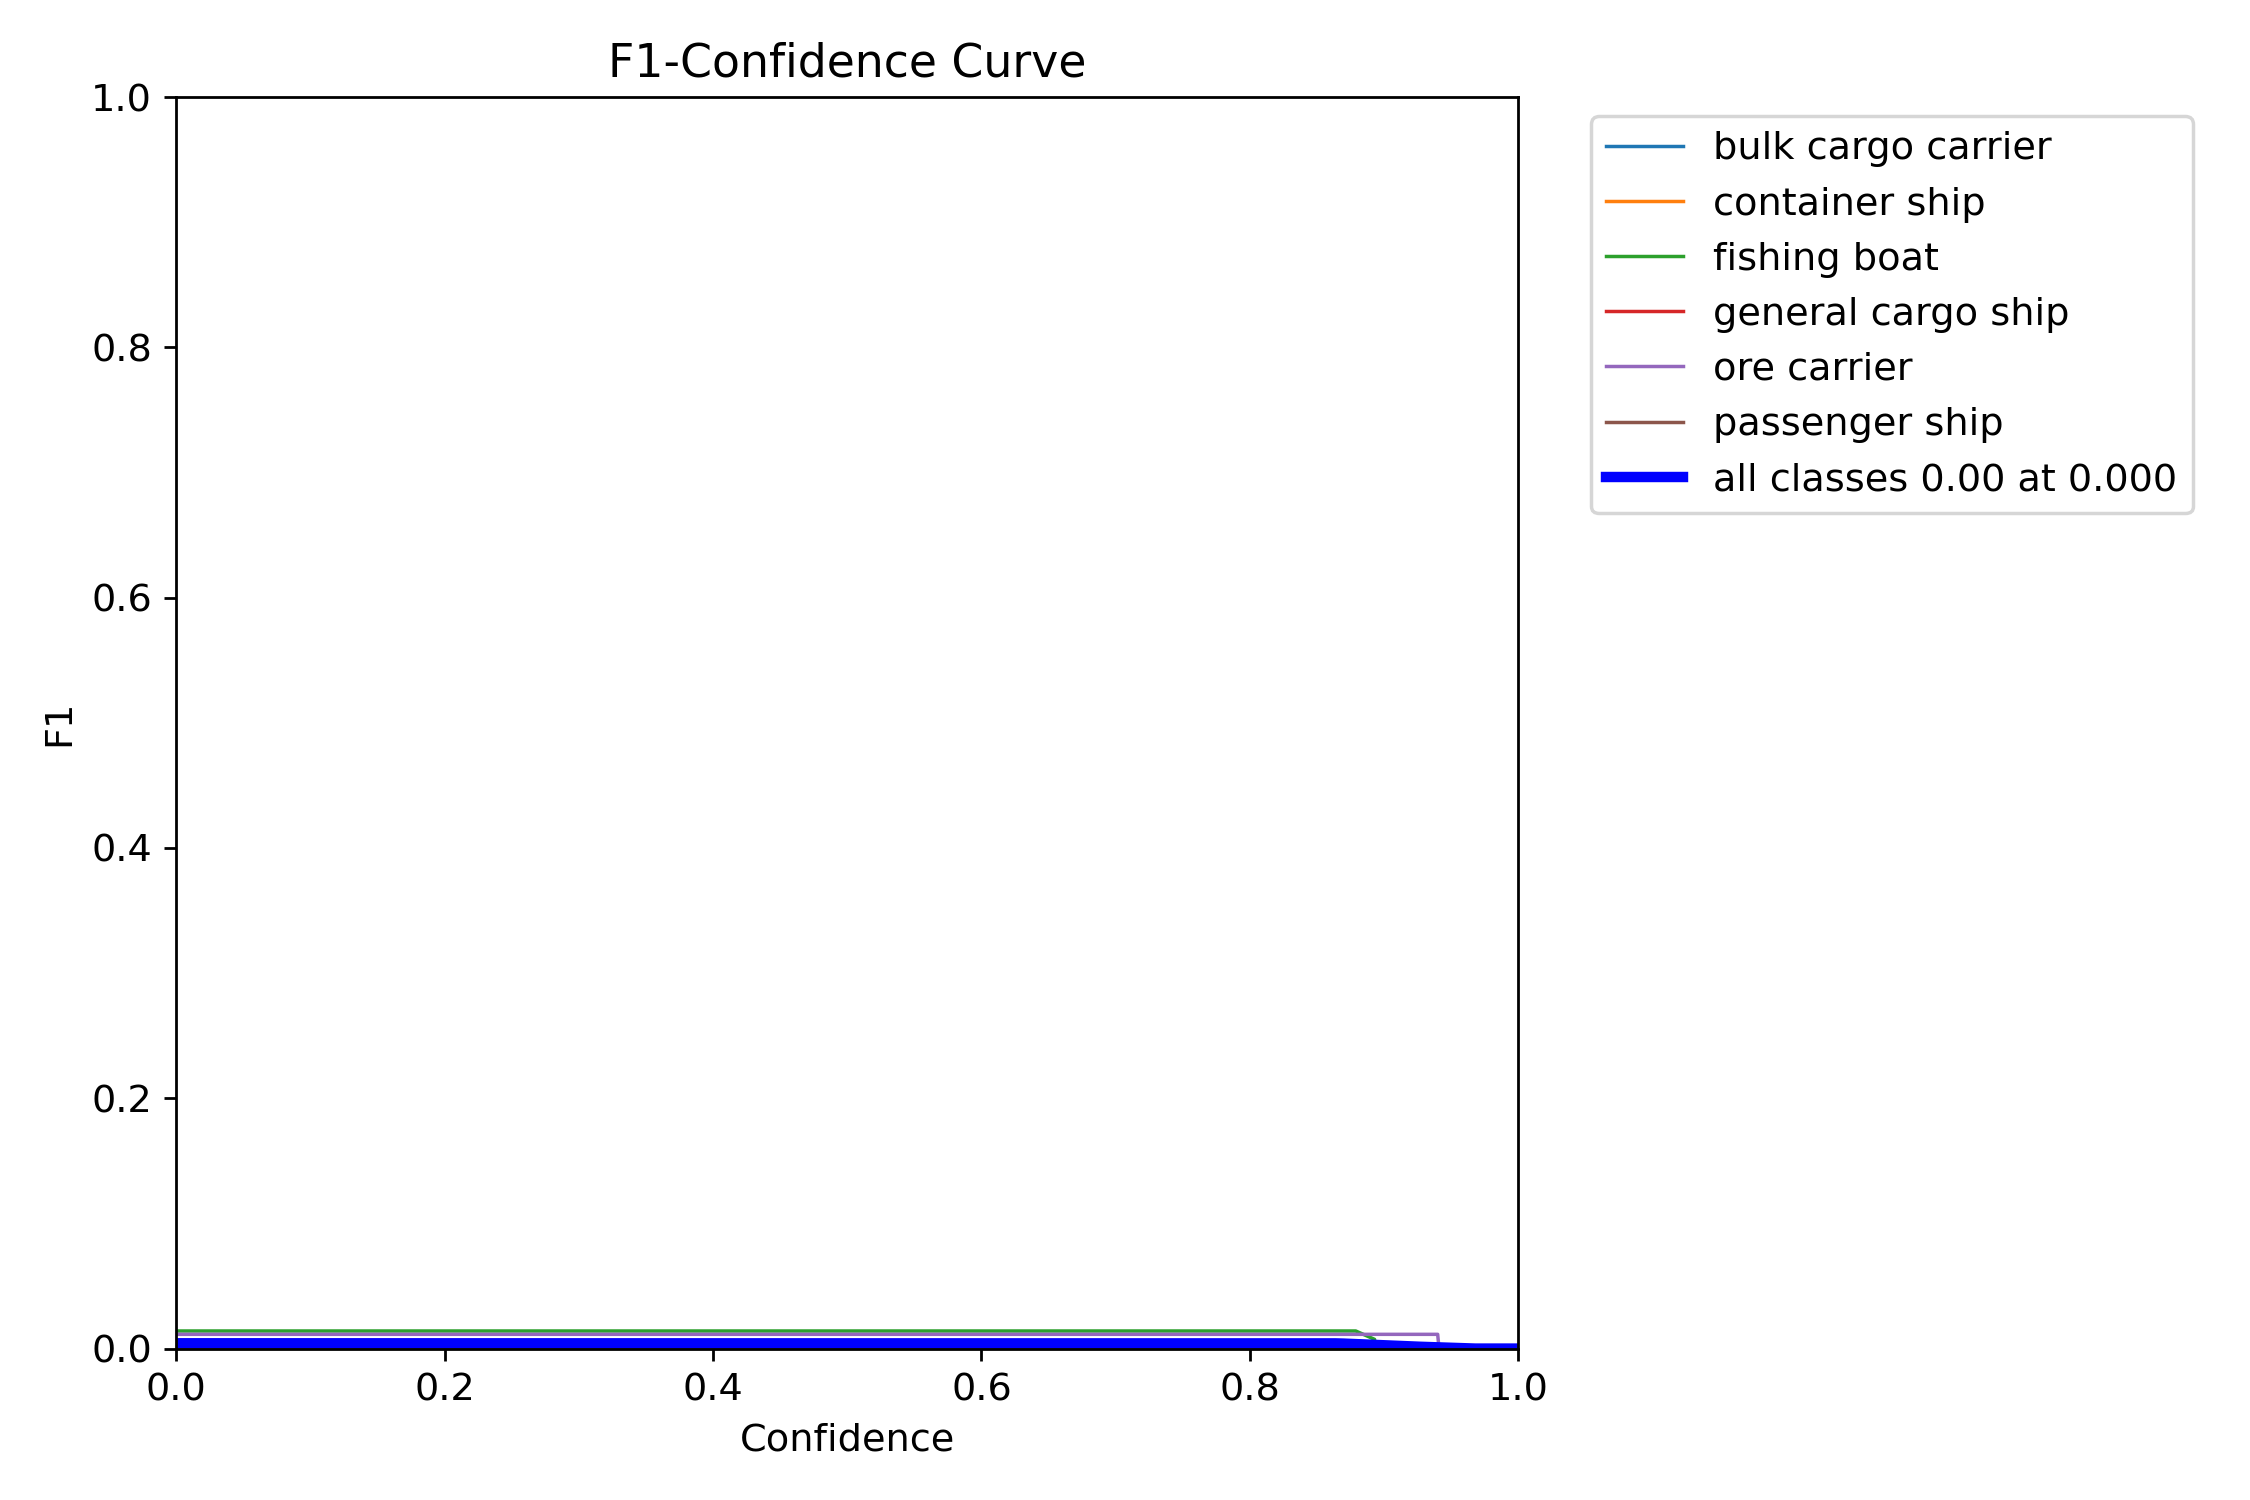 F1-Confidence Curve
1.0
0.8
0.6
0.4
0.2
0.0
F1
0.0 0.2 0.4 0.6 0.8 1.0
Confidence
bulk cargo carrier
container ship
fishing boat
general cargo ship
ore carrier
passenger ship
all classes 0.00 at 0.000